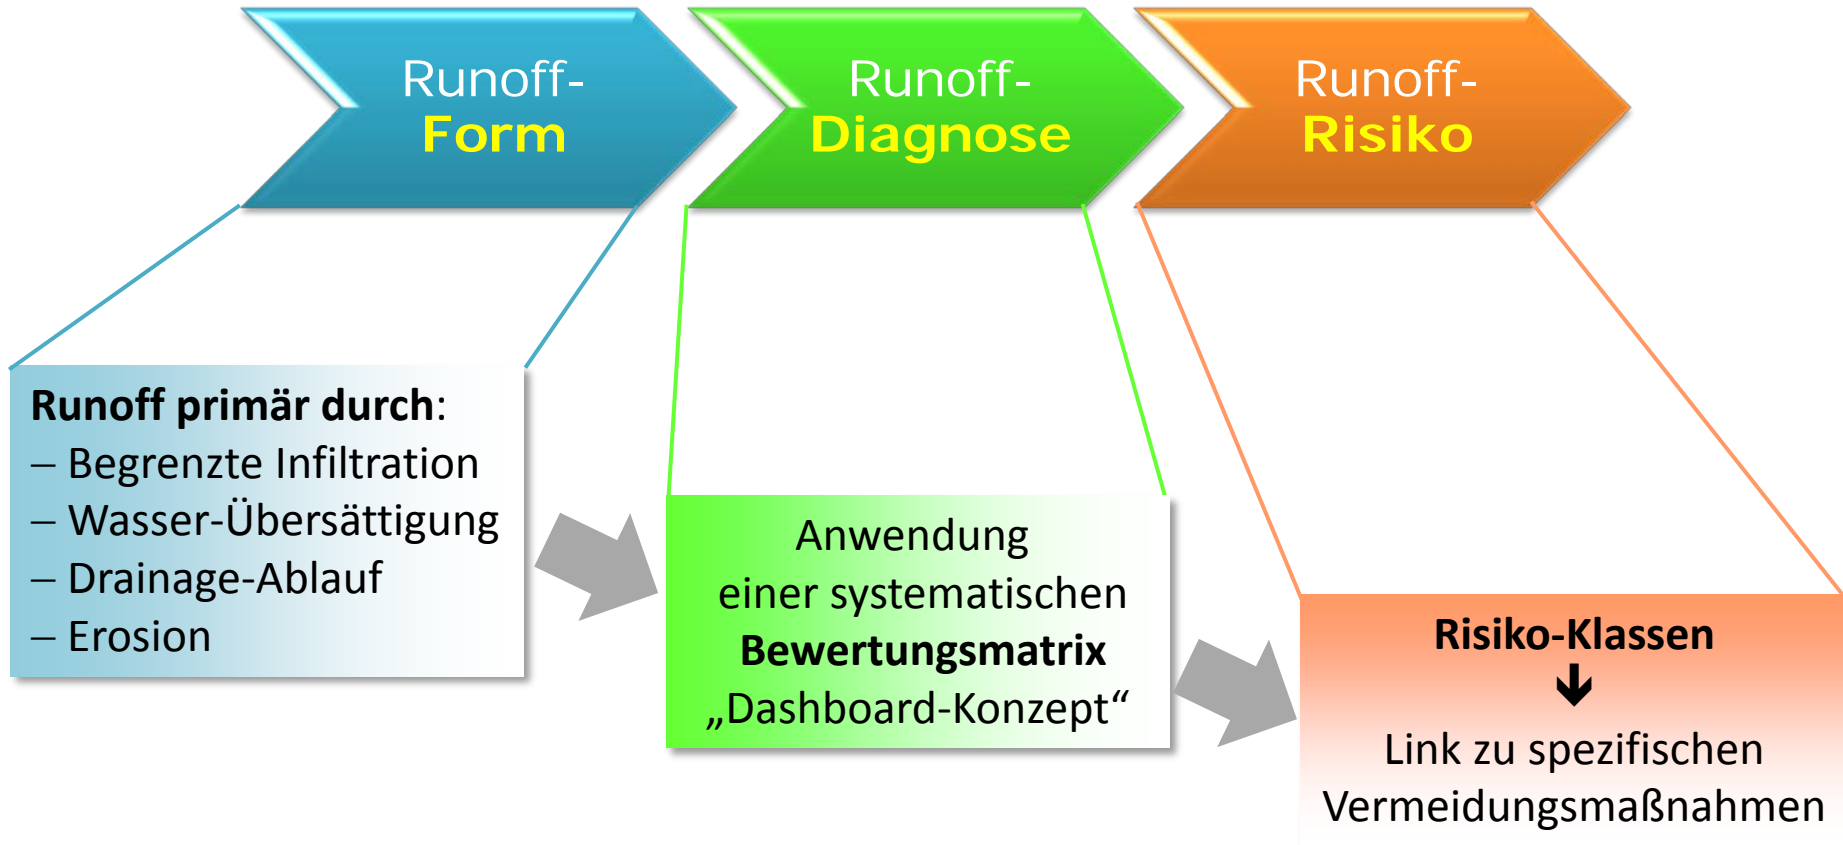 Runoff-
Form
Runoff-
Diagnose
Runoff-
Risiko
Runoff primär durch:
– Begrenzte Infiltration
– Wasser-Übersättigung
– Drainage-Ablauf
– Erosion
Anwendung
einer systematischen
Bewertungsmatrix
„Dashboard-Konzept“
Risiko-Klassen
🡻
Link zu spezifischen
Vermeidungsmaßnahmen